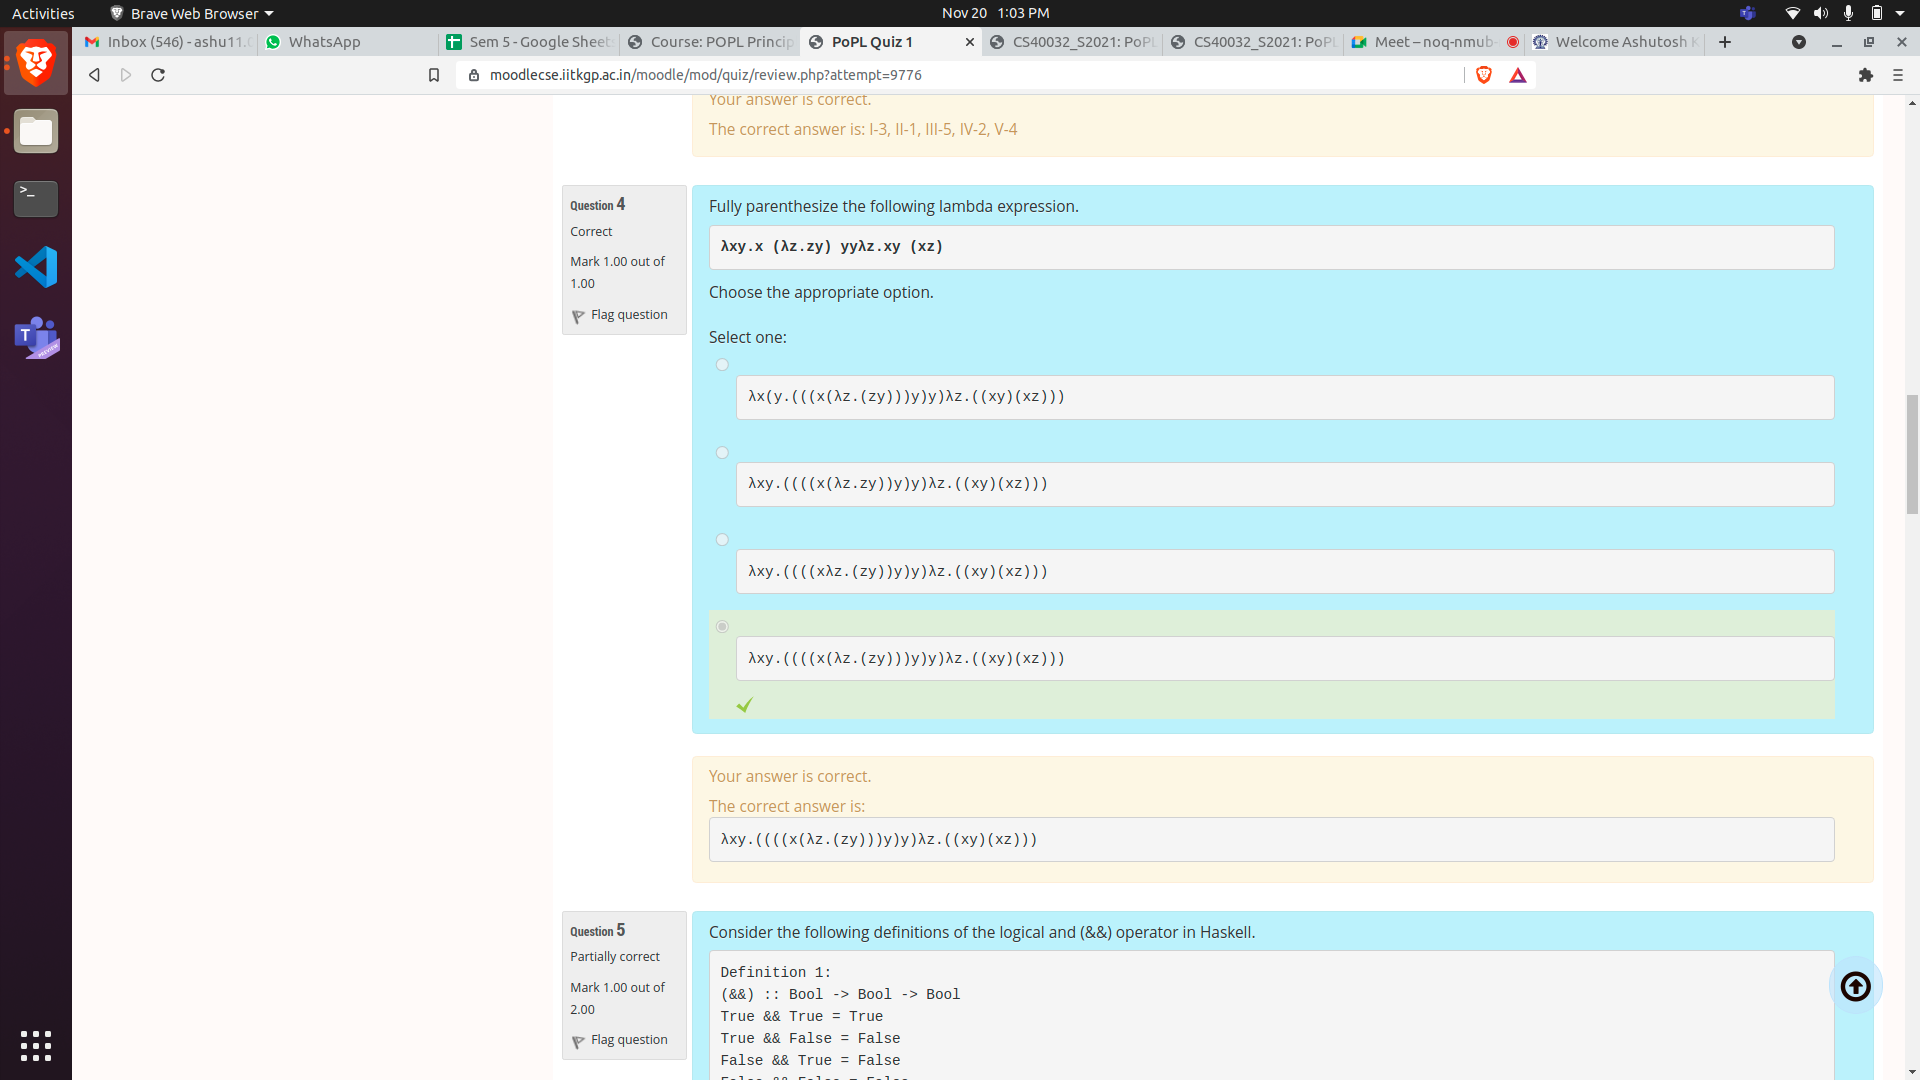 Activities
Brave Web Browser
Nov 20 1:03 PM
Inbox (546) - ashu11.
WhatsApp
Sem 5 - Google Sheet
Course: POPL Princip
PoPL Quiz 1
CS40032_S2021: PoPL
CS40032_S2021: PoPL
Meet – noq-nmub-
Welcome Ashutosh K
moodlecse.iitkgp.ac.in/moodle/mod/quiz/review.php?attempt=9776
Your answer is correct.
The correct answer is: I-3, II-1, III-5, IV-2, V-4
Question 4
Correct
Mark 1.00 out of
1.00
Flag question
Fully parenthesize the following lambda expression.
λxy.x (λz.zy) yyλz.xy (xz)
Choose the appropriate option.
Select one:
λx(y.(((x(λz.(zy)))y)y)λz.((xy)(xz)))
λxy.((((x(λz.zy))y)y)λz.((xy)(xz)))
λxy.((((xλz.(zy))y)y)λz.((xy)(xz)))
λxy.((((x(λz.(zy)))y)y)λz.((xy)(xz)))
Your answer is correct.
The correct answer is:
λxy.((((x(λz.(zy)))y)y)λz.((xy)(xz)))
Question 5
Partially correct
Mark 1.00 out of
2.00
Flag question
Consider the following definitions of the logical and (&&) operator in Haskell.
Definition 1:
(&&) :: Bool -> Bool -> Bool
True && True = True
True && False = False
False && True = False
False && False = False